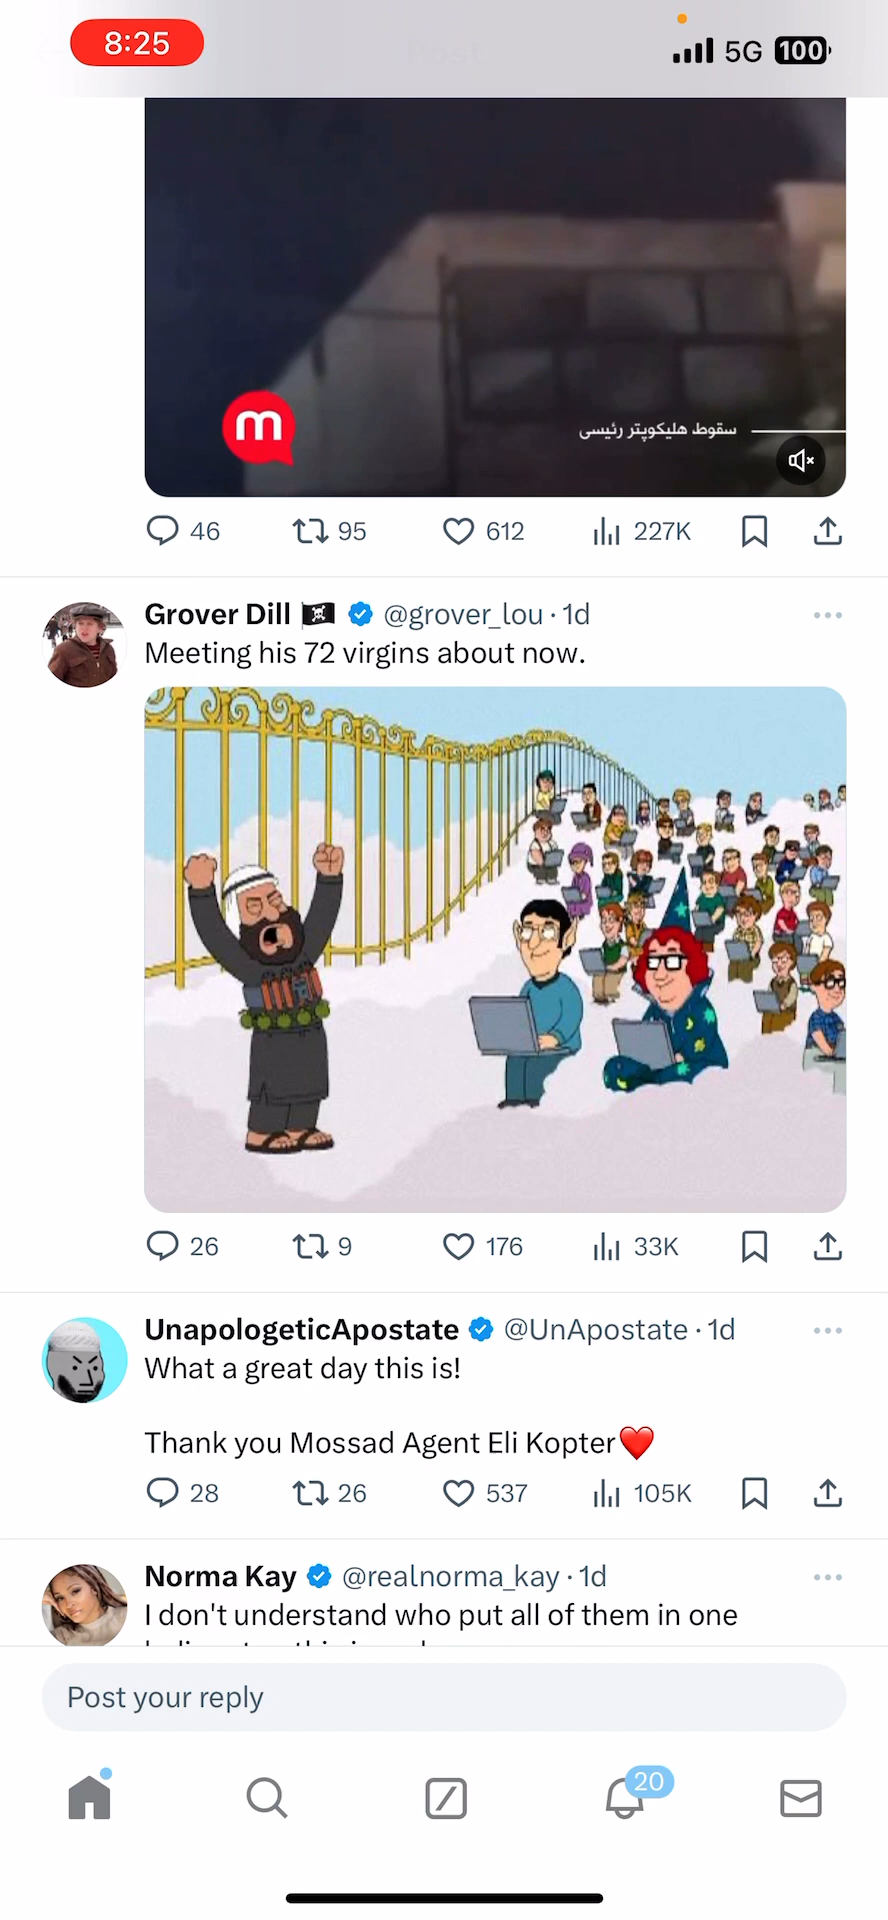 8:25
5G 100
m
سقوط هلیکوپتر رئیسی
46 95 612 227K
Grover Dill @grover_lou · 1d
Meeting his 72 virgins about now.
26 9 176 33K
UnapologeticApostate @UnApostate · 1d
What a great day this is!
Thank you Mossad Agent Eli Kopter❤️
28 26 537 105K
Norma Kay @realnorma_kay · 1d
I don't understand who put all of them in one
Post your reply
20